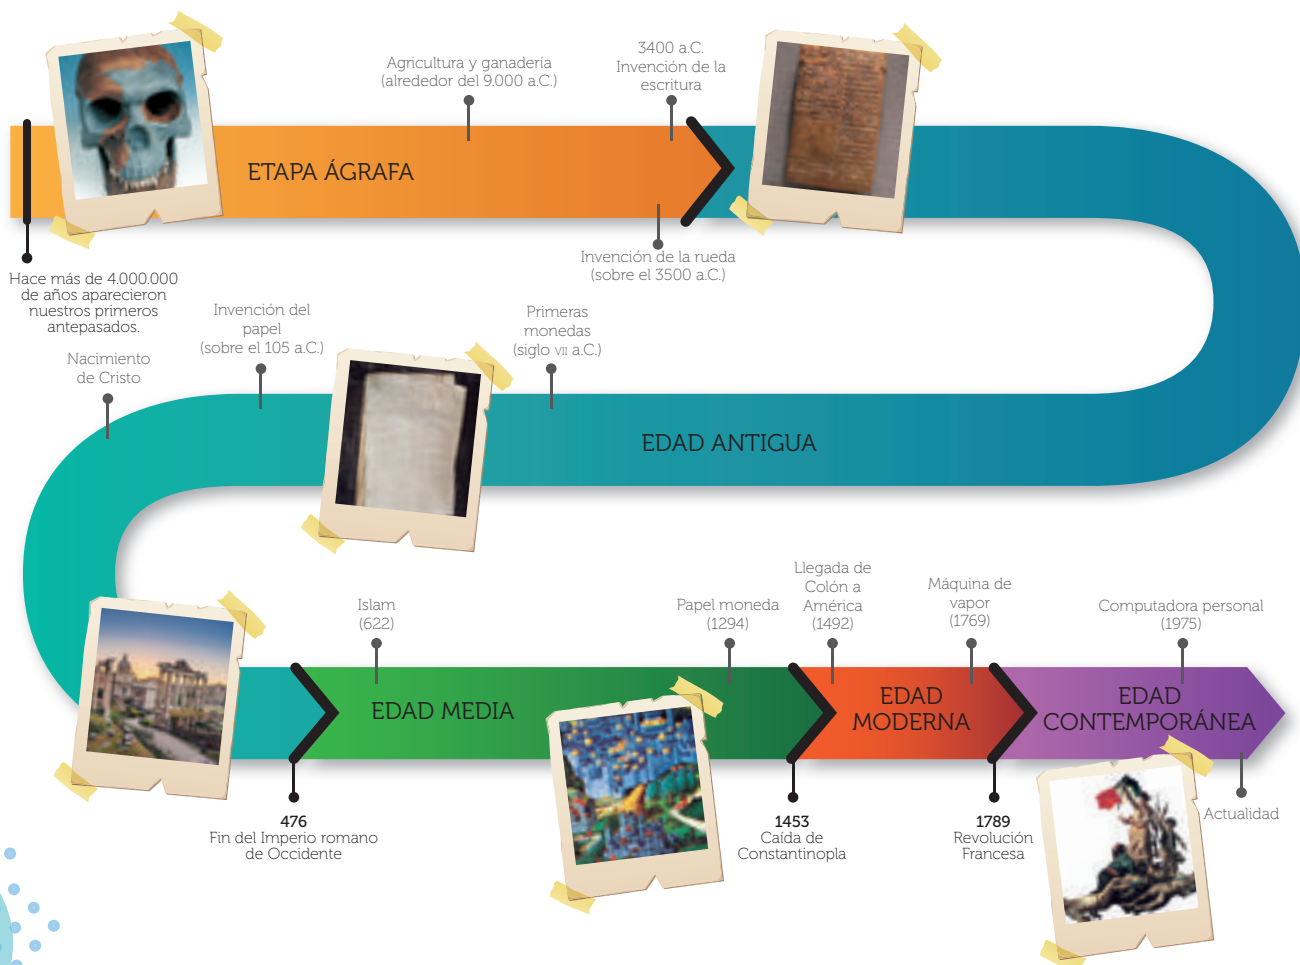 Agricultura y ganadería
(alrededor del 9.000 a.C.)
3400 a.C.
Invención de la
escritura
ETAPA ÁGRAFA
Hace más de 4.000.000
de años aparecieron
nuestros primeros
antepasados.
Invención de la rueda
(sobre el 3500 a.C.)
Primeras
monedas
(siglo VII a.C.)
Invención del
papel
(sobre el 105 a.C.)
Nacimiento
de Cristo
EDAD ANTIGUA
Islam
(622)
Papel moneda
(1294)
Llegada de
Colón a
América
(1492)
Máquina de
vapor
(1769)
Computadora personal
(1975)
EDAD MEDIA
EDAD
MODERNA
EDAD
CONTEMPORÁNEA
476
Fin del Imperio romano
de Occidente
1453
Caída de
Constantinopla
1789
Revolución
Francesa
Actualidad